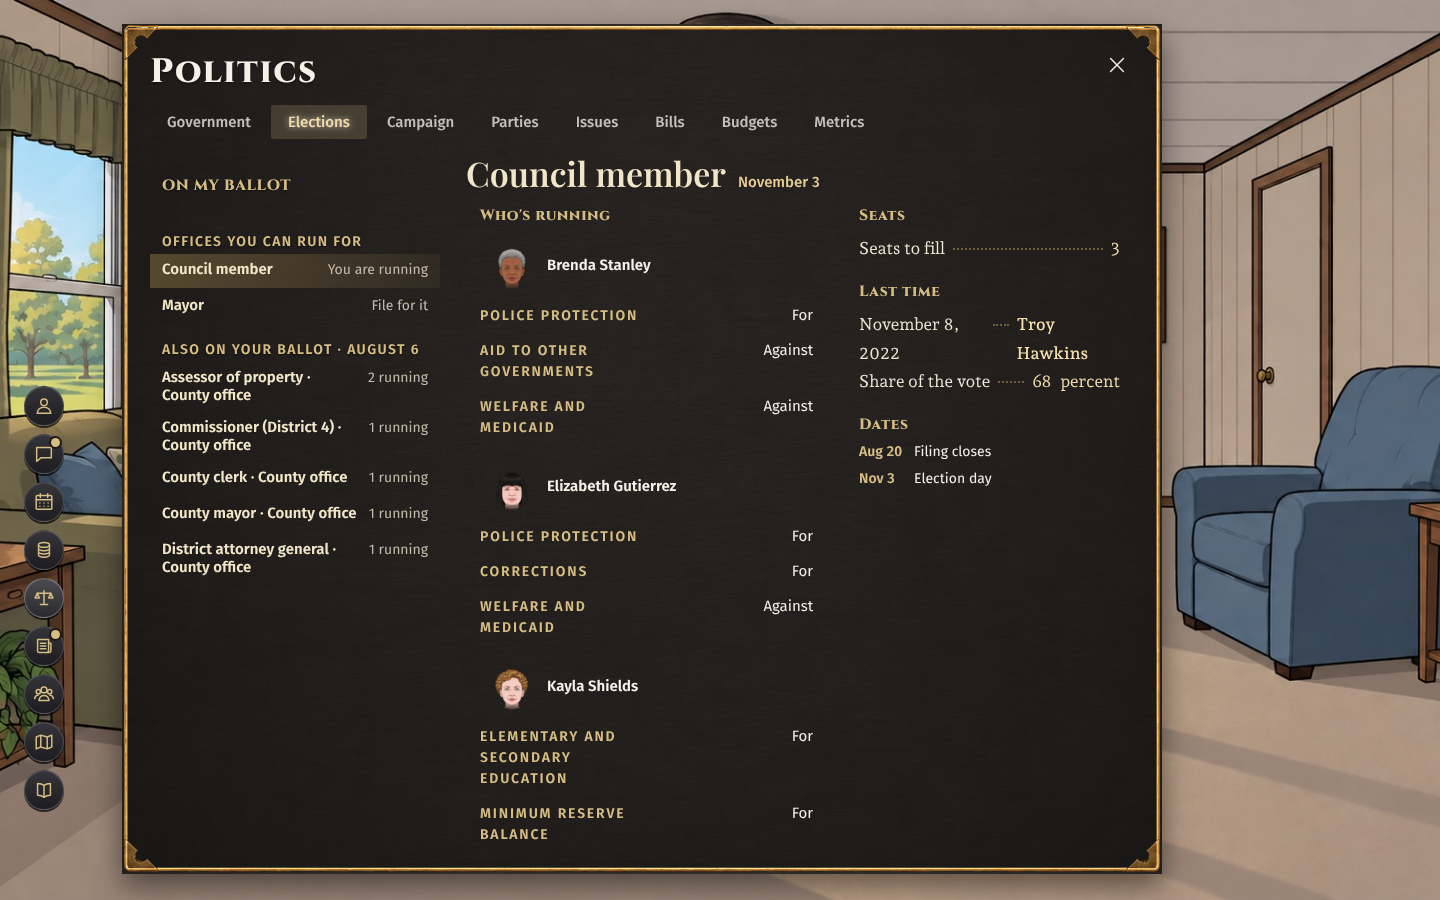 Politics
Government
Elections
Campaign
Parties
Issues
Bills
Budgets
Metrics
ON MY BALLOT
OFFICES YOU CAN RUN FOR
Council member You are running
Mayor File for it
ALSO ON YOUR BALLOT · AUGUST 6
Assessor of property · 2 running
County office
Commissioner (District 4) · 1 running
County office
County clerk · County office 1 running
County mayor · County office 1 running
District attorney general · 1 running
County office
Council member November 3
Who's running
Brenda Stanley
POLICE PROTECTION For
AID TO OTHER Against
GOVERNMENTS
WELFARE AND Against
MEDICAID
Elizabeth Gutierrez
POLICE PROTECTION For
CORRECTIONS For
WELFARE AND Against
MEDICAID
Kayla Shields
ELEMENTARY AND For
SECONDARY
EDUCATION
MINIMUM RESERVE For
BALANCE
Seats
Seats to fill 3
Last time
November 8, Troy
2022 Hawkins
Share of the vote 68 percent
Dates
Aug 20 Filing closes
Nov 3 Election day